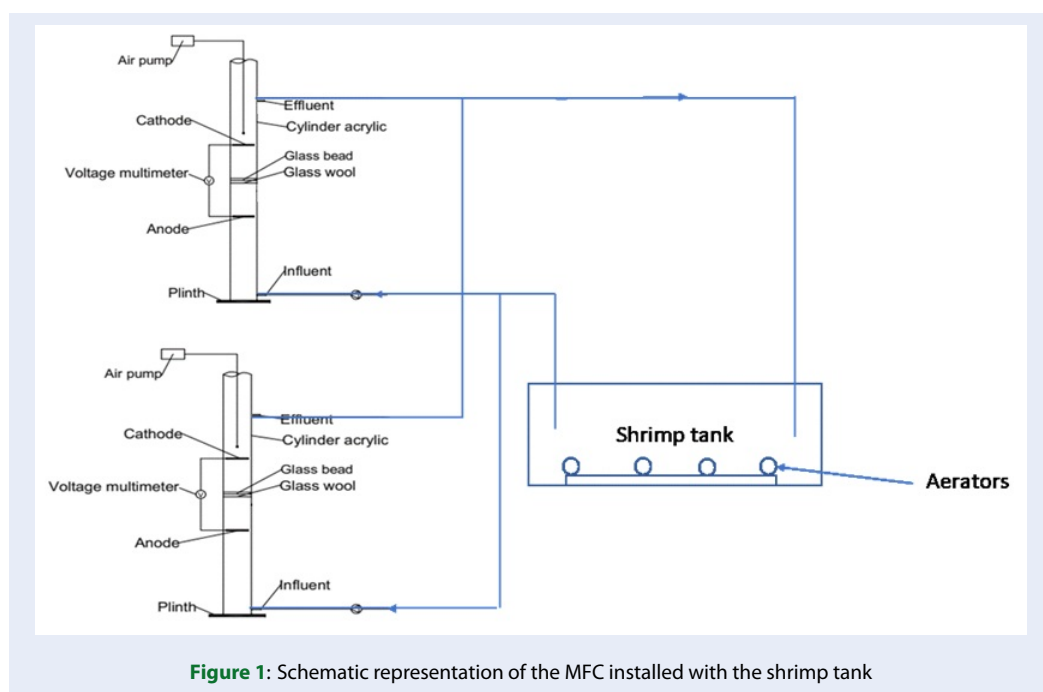 Air pump
Effluent
Cathode
Cylinder acrylic
Glass bead
Voltage multimeter
Glass wool
Anode
Influent
Plinth
Air pump
Effluent
Cathode
Cylinder acrylic
Shrimp tank
Glass bead
Voltage multimeter
Glass wool
Aerators
Anode
Influent
Plinth
Figure 1: Schematic representation of the MFC installed with the shrimp tank